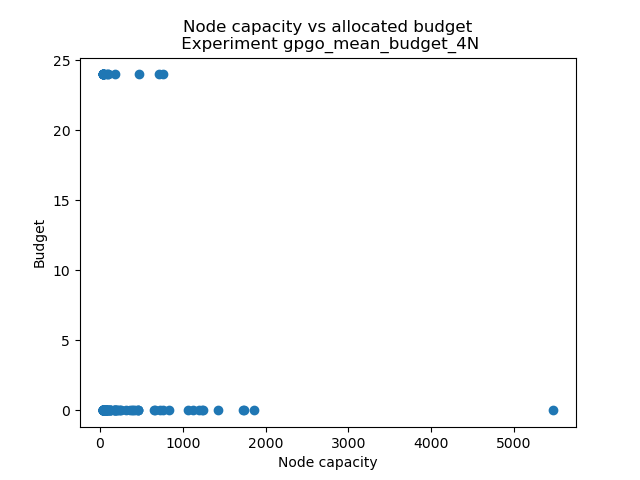 Node capacity vs allocated budget
Experiment gpgo_mean_budget_4N
25
20
15
10
5
0
Budget
0 1000 2000 3000 4000 5000
Node capacity